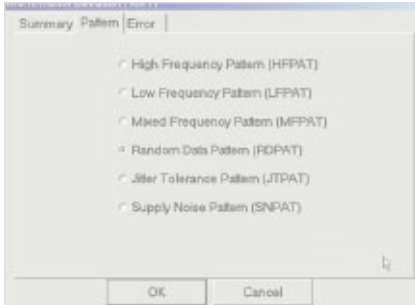 Summary Pattern Error
High Frequency Pattern (HFPAT)
Low Frequency Pattern (LFPAT)
Mixed Frequency Pattern (MFPAT)
Random Data Pattern (RDPAT)
Jitter Tolerance Pattern (JTPAT)
Supply Noise Pattern (SNPAT)
OK Cancel